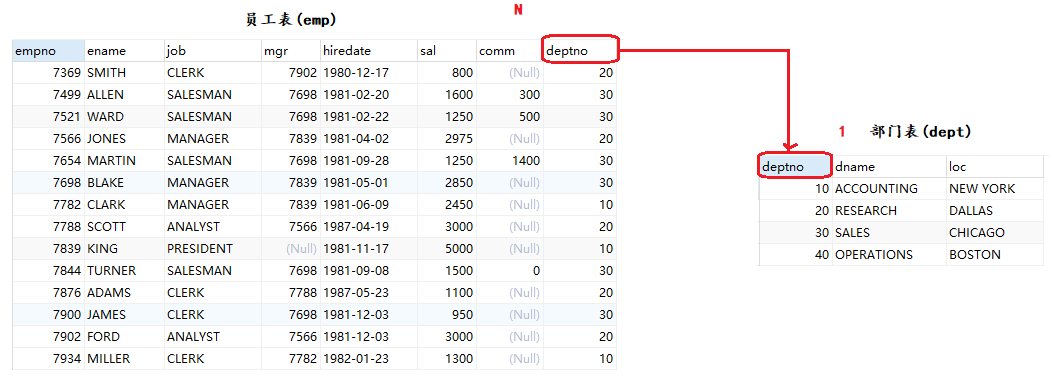 员工表(emp)
N
empno ename job mgr hiredate sal comm deptno
7369 SMITH CLERK 7902 1980-12-17 800 (Null) 20
7499 ALLEN SALESMAN 7698 1981-02-20 1600 300 30
7521 WARD SALESMAN 7698 1981-02-22 1250 500 30
7566 JONES MANAGER 7839 1981-04-02 2975 (Null) 20
7654 MARTIN SALESMAN 7698 1981-09-28 1250 1400 30
7698 BLAKE MANAGER 7839 1981-05-01 2850 (Null) 30
7782 CLARK MANAGER 7839 1981-06-09 2450 (Null) 10
7788 SCOTT ANALYST 7566 1987-04-19 3000 (Null) 20
7839 KING PRESIDENT (Null) 1981-11-17 5000 (Null) 10
7844 TURNER SALESMAN 7698 1981-09-08 1500 0 30
7876 ADAMS CLERK 7788 1987-05-23 1100 (Null) 20
7900 JAMES CLERK 7698 1981-12-03 950 (Null) 30
7902 FORD ANALYST 7566 1981-12-03 3000 (Null) 20
7934 MILLER CLERK 7782 1982-01-23 1300 (Null) 10
1 部门表(dept)
deptno dname loc
10 ACCOUNTING NEW YORK
20 RESEARCH DALLAS
30 SALES CHICAGO
40 OPERATIONS BOSTON